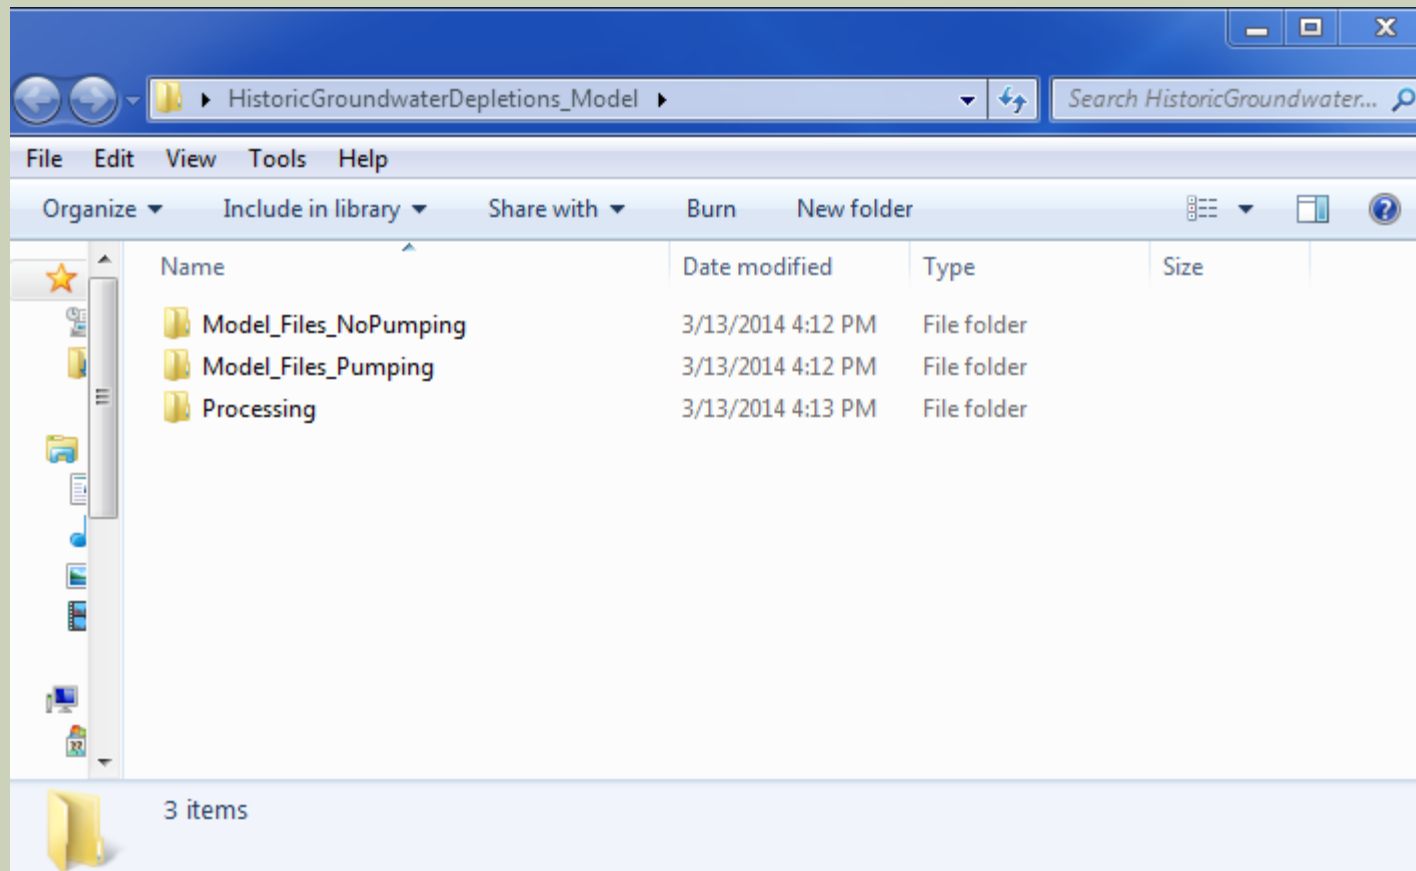 HistoricGroundwaterDepletions_Model
Search HistoricGroundwater...
File Edit View Tools Help
Organize Include in library Share with Burn New folder
Name Date modified Type Size
Model_Files_NoPumping 3/13/2014 4:12 PM File folder
Model_Files_Pumping 3/13/2014 4:12 PM File folder
Processing 3/13/2014 4:13 PM File folder
3 items